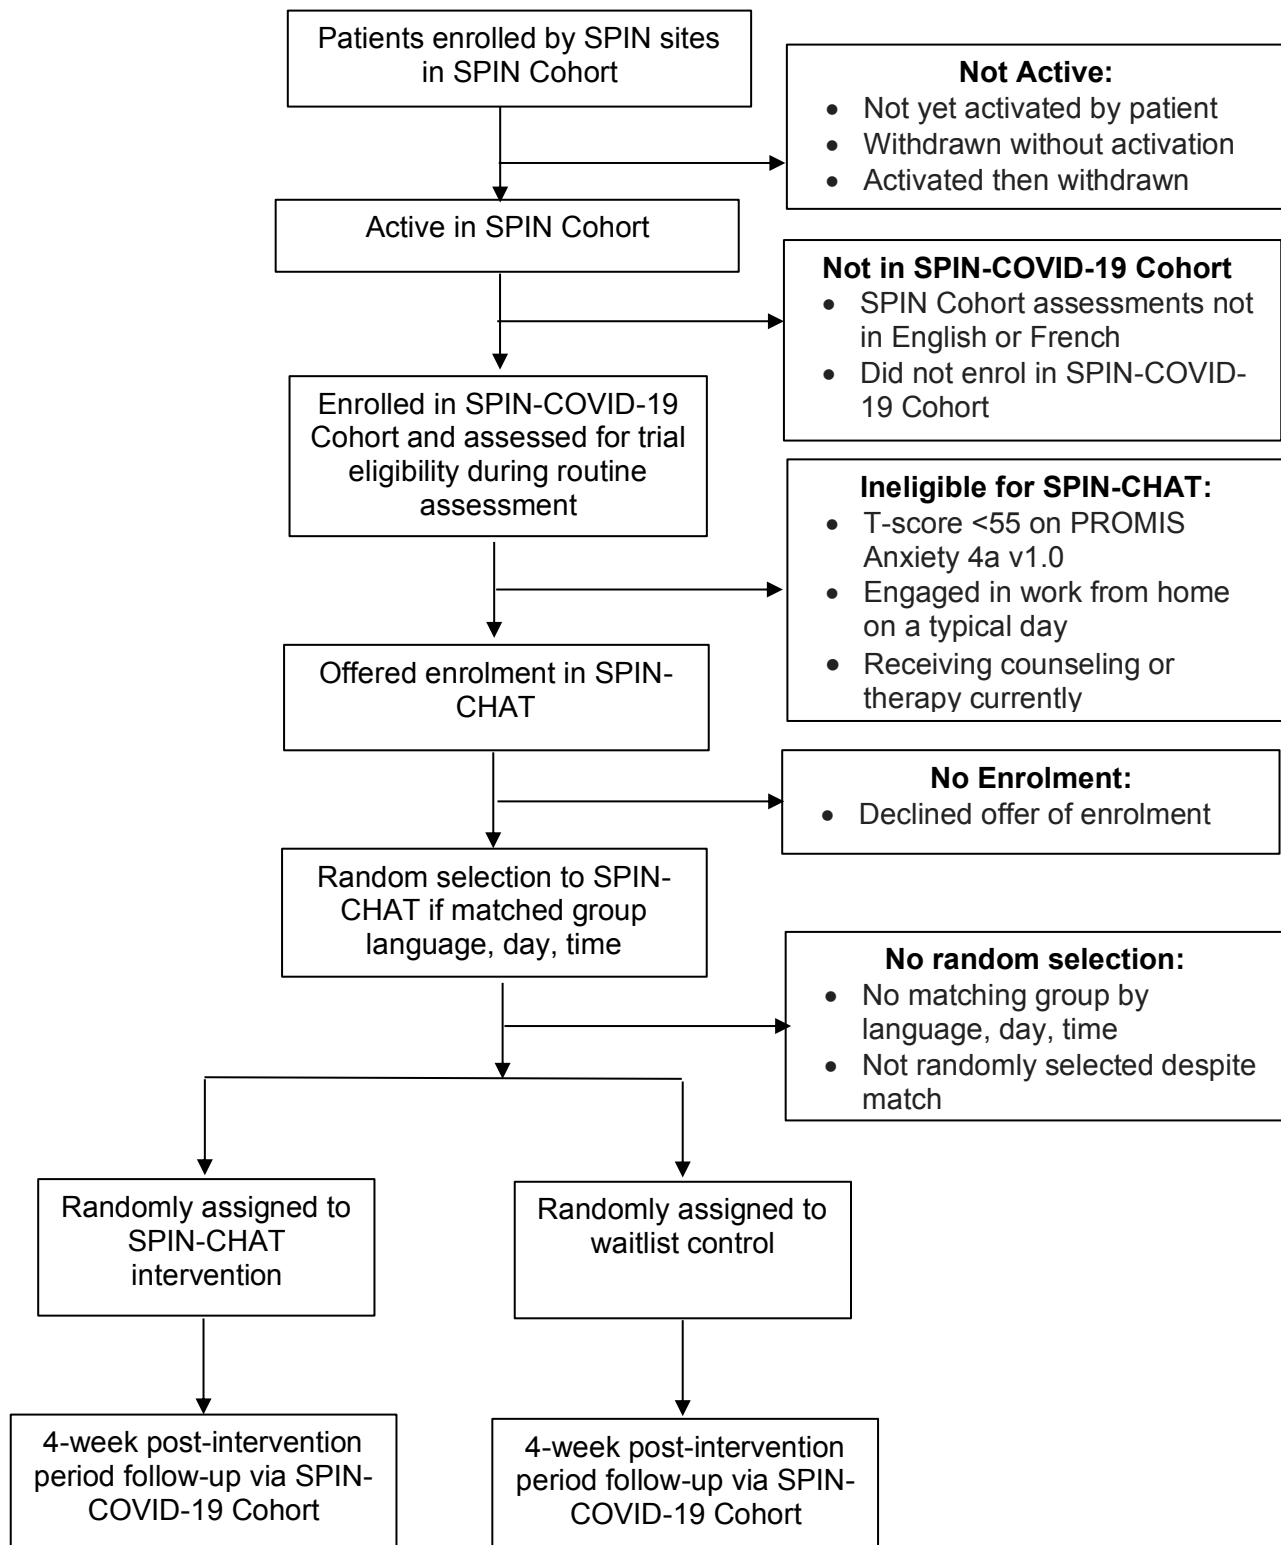 Patients enrolled by SPIN sites
in SPIN Cohort
Not Active:
• Not yet activated by patient
• Withdrawn without activation
• Activated then withdrawn
Active in SPIN Cohort
Not in SPIN-COVID-19 Cohort
• SPIN Cohort assessments not
in English or French
• Did not enrol in SPIN-COVID-
19 Cohort
Enrolled in SPIN-COVID-19
Cohort and assessed for trial
eligibility during routine
assessment
Ineligible for SPIN-CHAT:
• T-score <55 on PROMIS
Anxiety 4a v1.0
• Engaged in work from home
on a typical day
• Receiving counseling or
therapy currently
Offered enrolment in SPIN-
CHAT
No Enrolment:
• Declined offer of enrolment
Random selection to SPIN-
CHAT if matched group
language, day, time
No random selection:
• No matching group by
language, day, time
• Not randomly selected despite
match
Randomly assigned to
SPIN-CHAT
intervention
Randomly assigned to
waitlist control
4-week post-intervention
period follow-up via SPIN-
COVID-19 Cohort
4-week post-intervention
period follow-up via SPIN-
COVID-19 Cohort